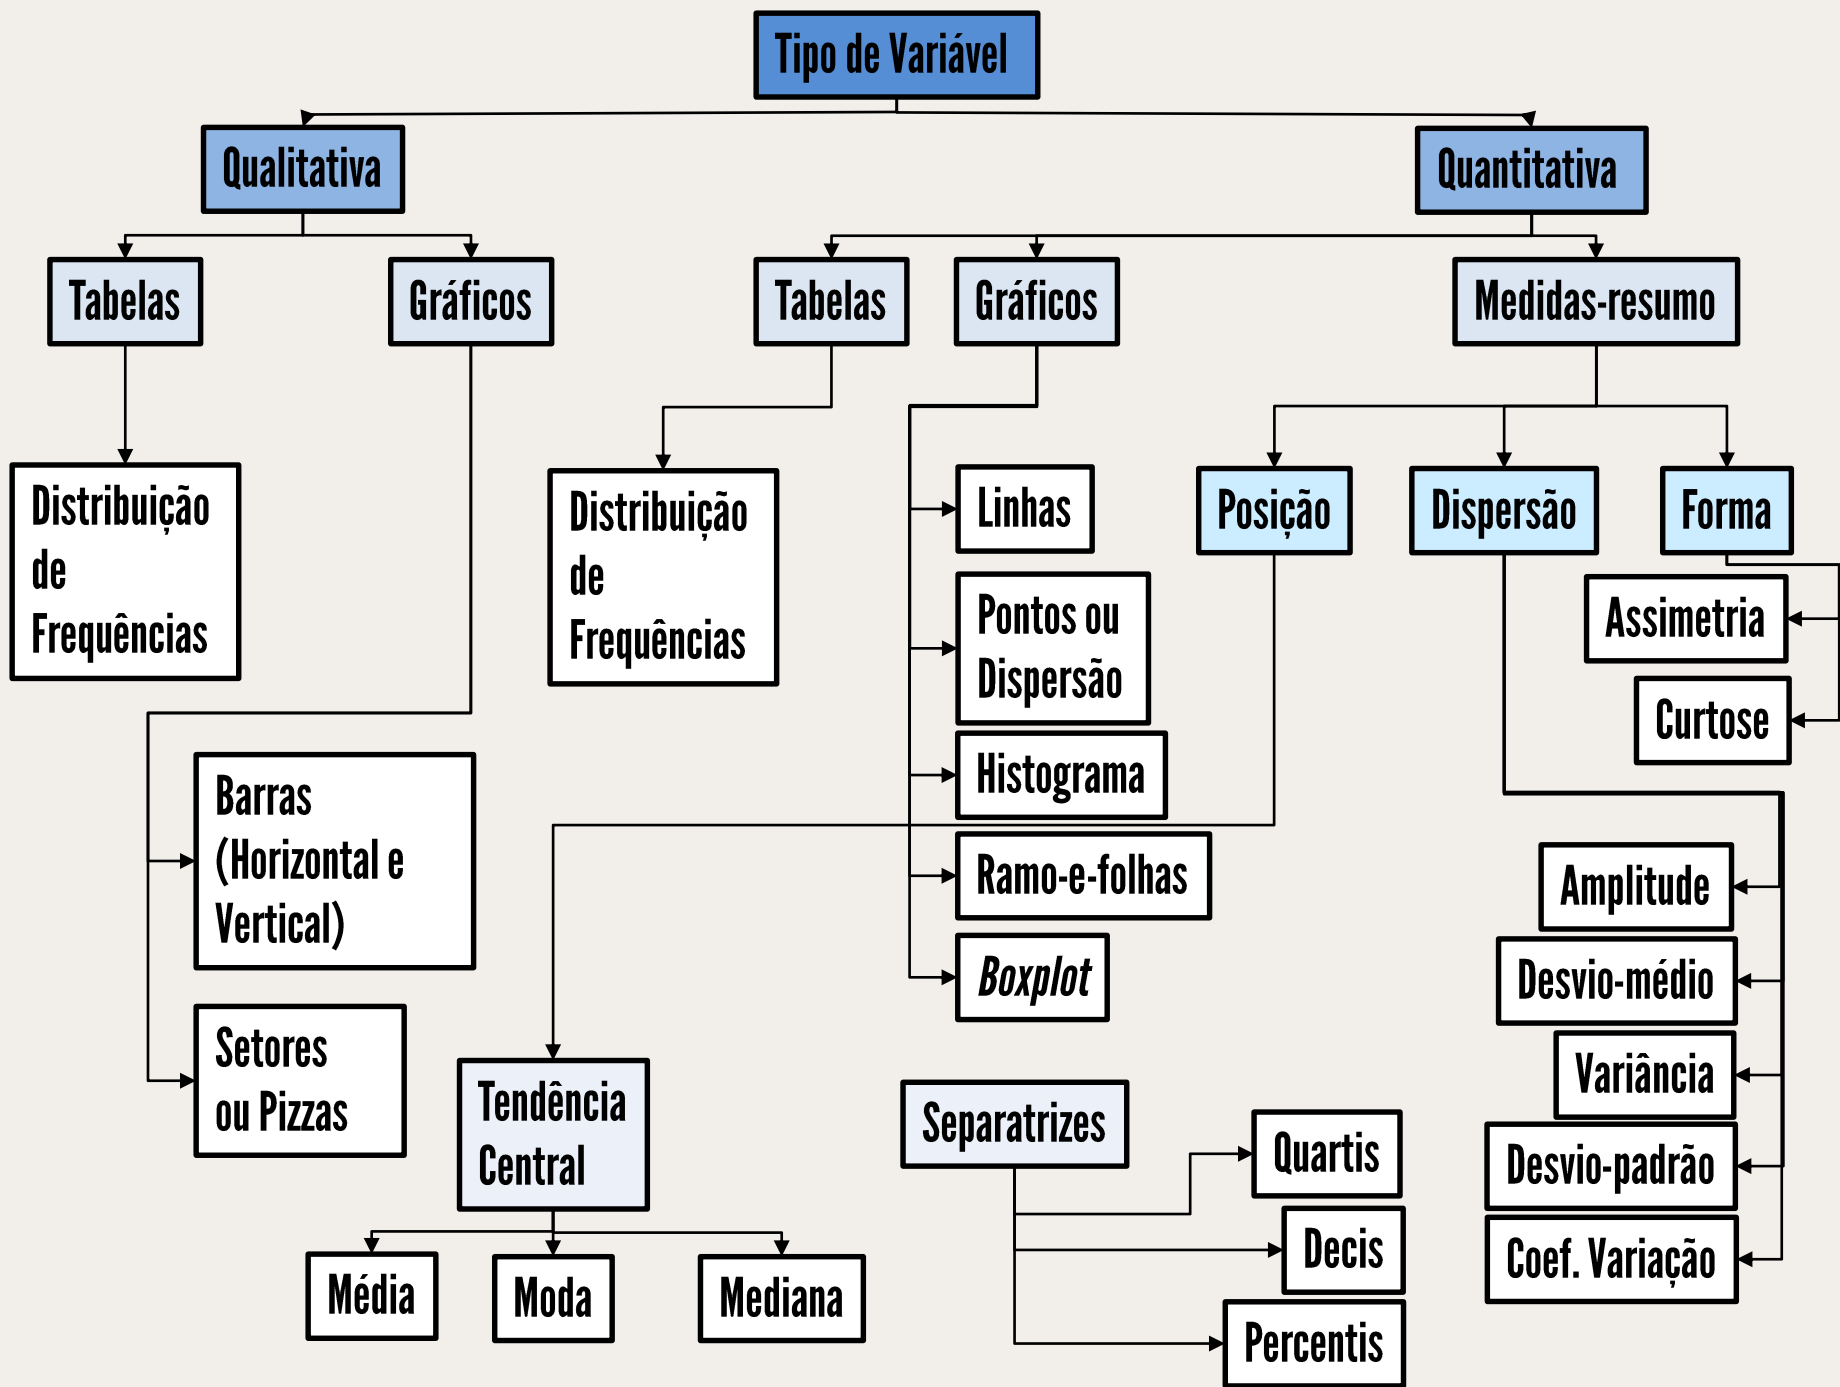 Tipo de Variável
Qualitativa
Quantitativa
Tabelas
Gráficos
Tabelas
Gráficos
Medidas-resumo
Distribuição
de
Frequências
Distribuição
de
Frequências
Linhas
Pontos ou
Dispersão
Histograma
Ramo-e-folhas
Boxplot
Posição
Dispersão
Forma
Assimetria
Curtose
Barras
(Horizontal e
Vertical)
Setores
ou Pizzas
Tendência
Central
Média
Moda
Mediana
Separatrizes
Quartis
Decis
Percentis
Amplitude
Desvio-médio
Variância
Desvio-padrão
Coef. Variação